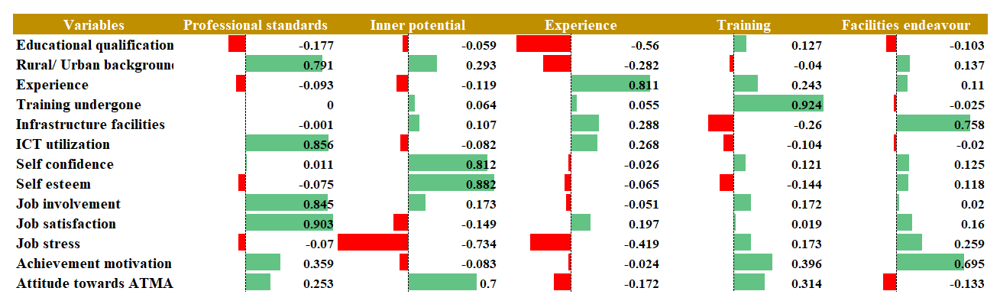 Variables Professional standards Inner potential Experience Training Facilities endeavour
Educational qualification -0.177 -0.059 -0.56 0.127 -0.103
Rural/ Urban background 0.791 0.293 -0.282 -0.04 0.137
Experience -0.093 -0.119 0.811 0.243 0.11
Training undergone 0 0.064 0.055 0.924 -0.025
Infrastructure facilities -0.001 0.107 0.288 -0.26 0.758
ICT utilization 0.856 -0.082 0.268 -0.104 -0.02
Self confidence 0.011 0.812 -0.026 0.121 0.125
Self esteem -0.075 0.882 -0.065 -0.144 0.118
Job involvement 0.845 0.173 -0.051 0.172 0.02
Job satisfaction 0.903 -0.149 0.197 0.019 0.16
Job stress -0.07 -0.734 -0.419 0.173 0.259
Achievement motivation 0.359 -0.083 -0.024 0.396 0.695
Attitude towards ATMA 0.253 0.7 -0.172 0.314 -0.133